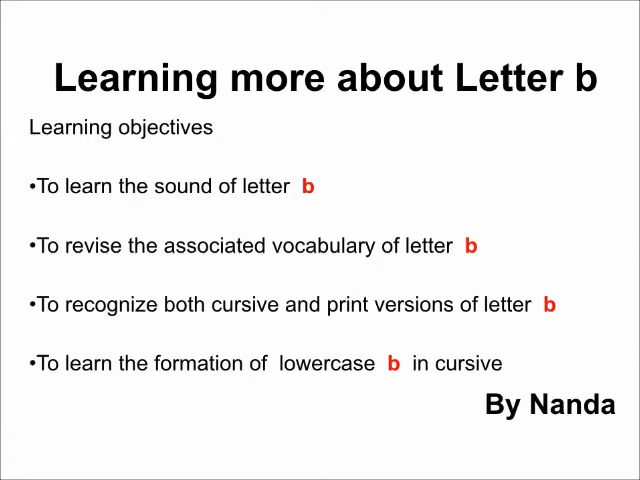 Learning more about Letter b
Learning objectives
•To learn the sound of letter b
•To revise the associated vocabulary of letter b
•To recognize both cursive and print versions of letter b
•To learn the formation of lowercase b in cursive
By Nanda